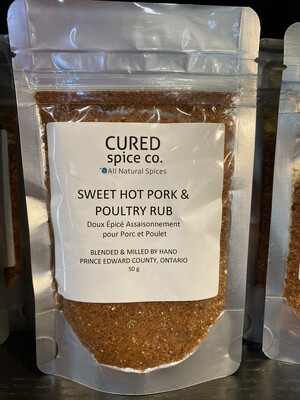 CURED
spice co.
All Natural Spices
SWEET HOT PORK &
POULTRY RUB
Doux Épicé Assaisonnement
pour Porc et Poulet
BLENDED & MILLED BY HAND
PRINCE EDWARD COUNTY, ONTARIO
50 g